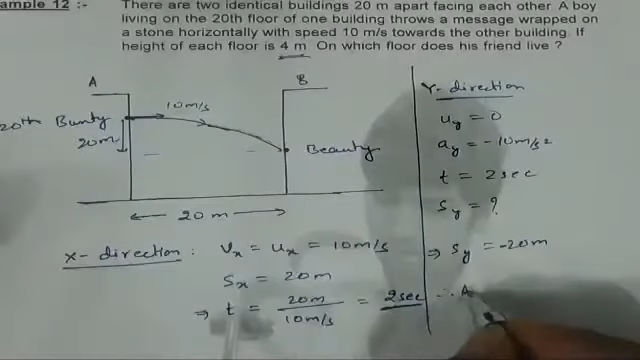 ample 12 :- There are two identical buildings 20 m apart facing each other. A boy
living on the 20th floor of one building throws a message wrapped on
a stone horizontally with speed 10 m/s towards the other building. If
height of each floor is 4 m. On which floor does his friend live ?
A
B
10m/s
20th Bunty
20m
Beauty
20 m
X-direction : Vx = ux = 10m/s
Sx = 20m
⇒ t = 20m / 10m/s = 2sec
Y-direction
uy = 0
ay = -10m/s2
t = 2sec
Sy = ?
⇒ Sy = -20m
∴ A